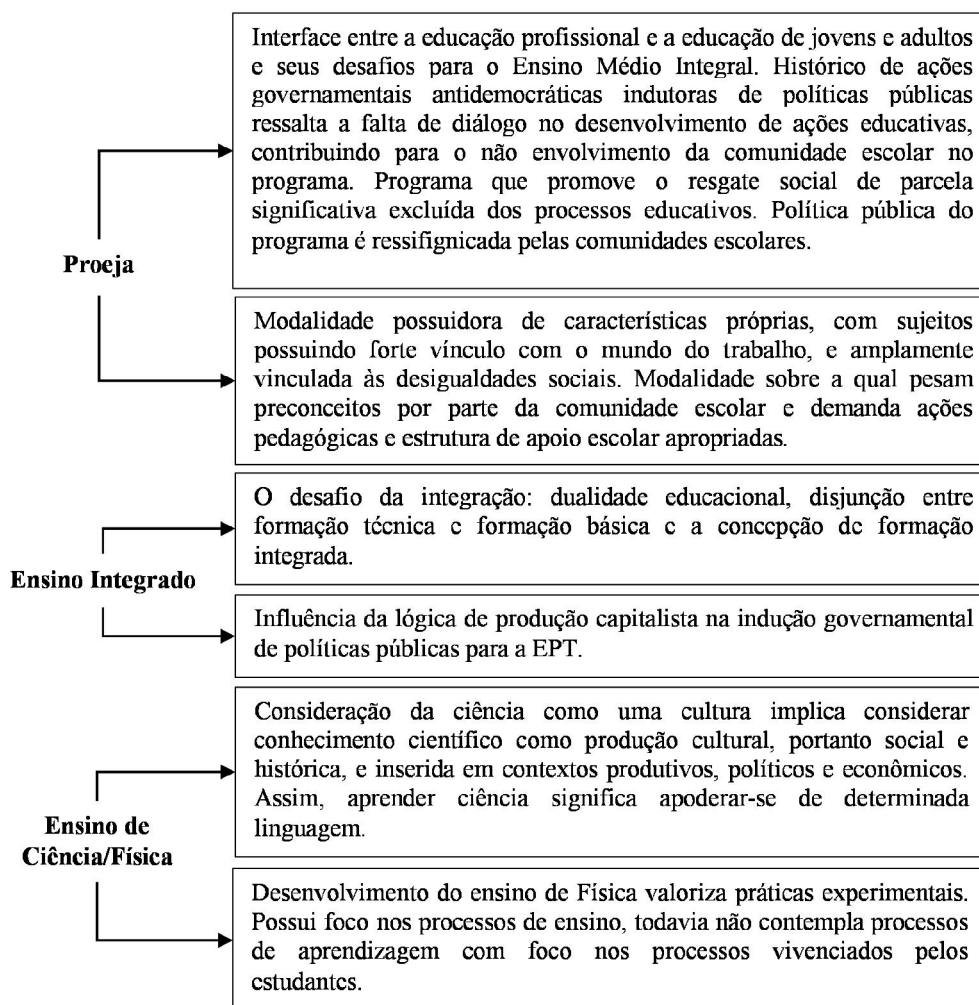 Interface entre a educação profissional e a educação de jovens e adultos
e seus desafios para o Ensino Médio Integral. Histórico de ações
governamentais antidemocráticas indutoras de políticas públicas
ressalta a falta de diálogo no desenvolvimento de ações educativas,
contribuindo para o não envolvimento da comunidade escolar no
programa. Programa que promove o resgate social de parcela
significativa excluída dos processos educativos. Política pública do
programa é ressifignicada pelas comunidades escolares.
Proeja
Modalidade possuidora de características próprias, com sujeitos
possuindo forte vínculo com o mundo do trabalho, e amplamente
vinculada às desigualdades sociais. Modalidade sobre a qual pesam
preconceitos por parte da comunidade escolar e demanda ações
pedagógicas e estrutura de apoio escolar apropriadas.
O desafio da integração: dualidade educacional, disjunção entre
formação técnica e formação básica e a concepção de formação
integrada.
Ensino Integrado
Influência da lógica de produção capitalista na indução governamental
de políticas públicas para a EPT.
Consideração da ciência como uma cultura implica considerar
conhecimento científico como produção cultural, portanto social e
histórica, e inserida em contextos produtivos, políticos e econômicos.
Assim, aprender ciência significa apoderar-se de determinada
linguagem.
Ensino de
Ciência/Física
Desenvolvimento do ensino de Física valoriza práticas experimentais.
Possui foco nos processos de ensino, todavia não contempla processos
de aprendizagem com foco nos processos vivenciados pelos
estudantes.